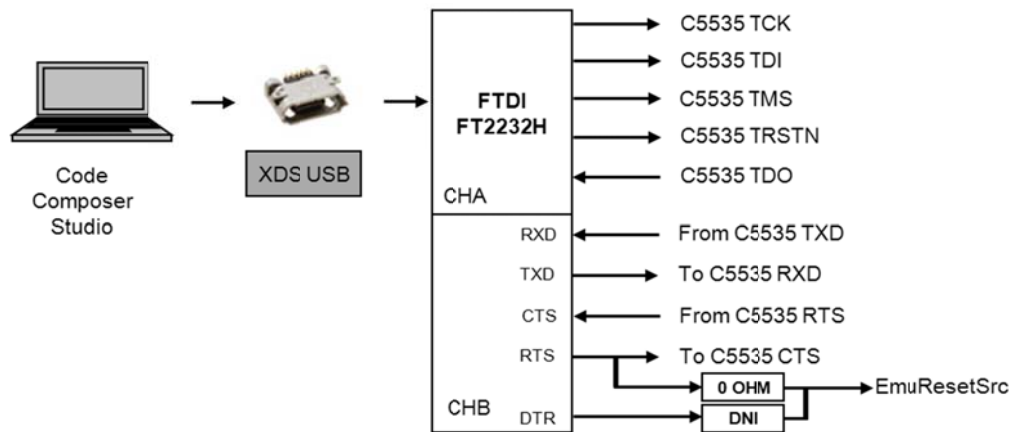 Code
Composer
Studio
XDS USB
FTDI
FT2232H
CHA
C5535 TCK
C5535 TDI
C5535 TMS
C5535 TRSTN
C5535 TDO
RXD
From C5535 TXD
TXD
To C5535 RXD
CTS
From C5535 RTS
RTS
To C5535 CTS
0 OHM
EmuResetSrc
CHB
DTR
DNI